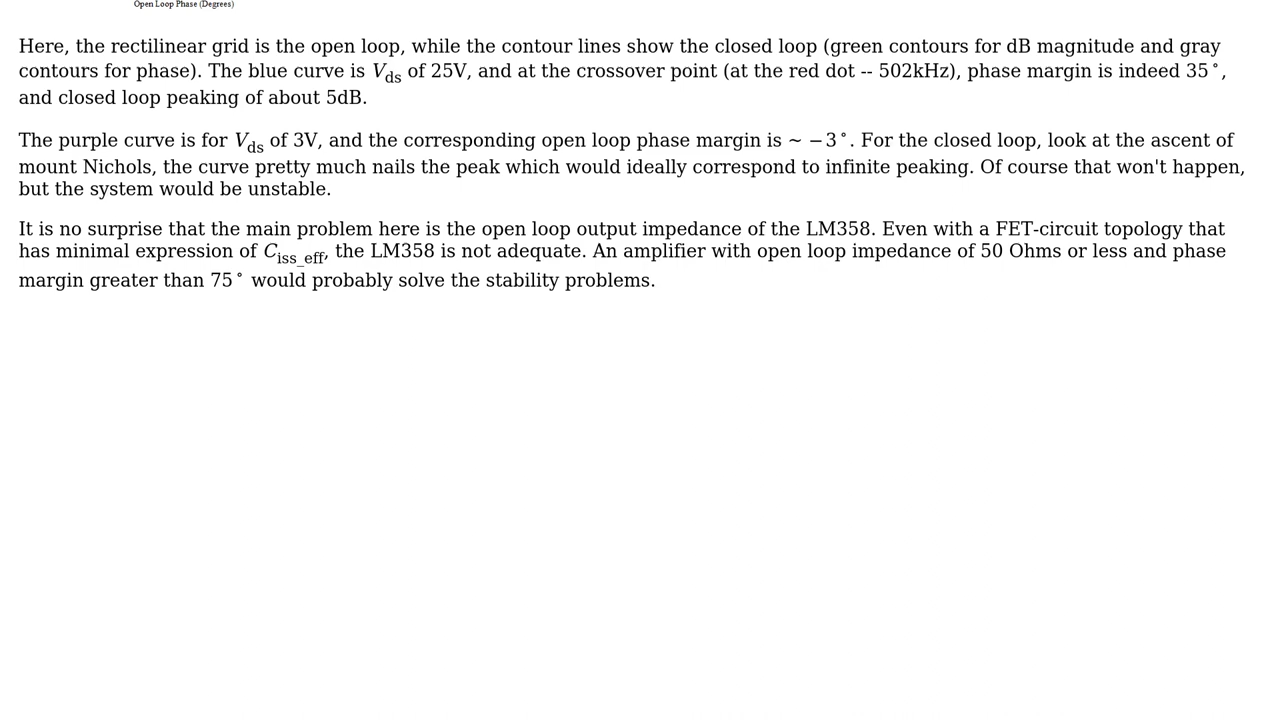 Open Loop Phase (Degrees)
Here, the rectilinear grid is the open loop, while the contour lines show the closed loop (green contours for dB magnitude and gray
contours for phase). The blue curve is Vds of 25V, and at the crossover point (at the red dot -- 502kHz), phase margin is indeed 35°,
and closed loop peaking of about 5dB.
The purple curve is for Vds of 3V, and the corresponding open loop phase margin is ~ −3°. For the closed loop, look at the ascent of
mount Nichols, the curve pretty much nails the peak which would ideally correspond to infinite peaking. Of course that won't happen,
but the system would be unstable.
It is no surprise that the main problem here is the open loop output impedance of the LM358. Even with a FET-circuit topology that
has minimal expression of Ciss_eff, the LM358 is not adequate. An amplifier with open loop impedance of 50 Ohms or less and phase
margin greater than 75° would probably solve the stability problems.